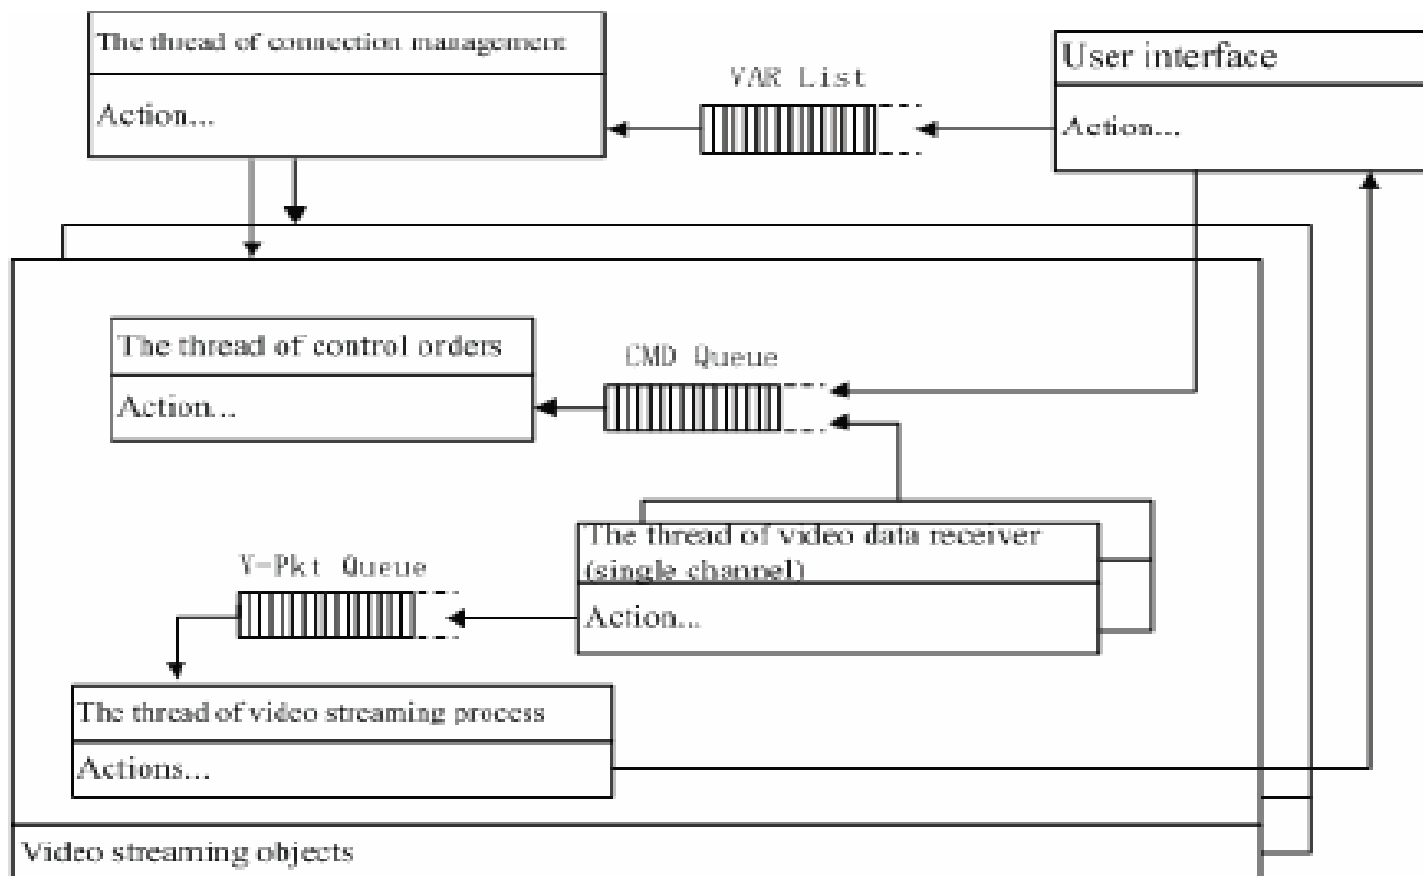 The thread of connection management
Action...
VAR List
User interface
Action...
The thread of control orders
Action...
CMD Queue
The thread of video data receiver
(single channel)
Action...
V-Pkt Queue
The thread of video streaming process
Actions...
Video streaming objects